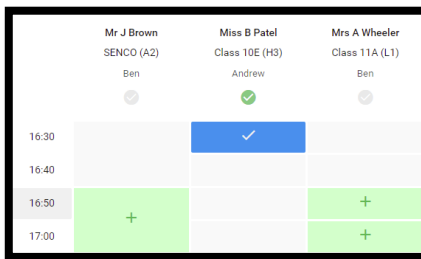 Mr J Brown Miss B Patel Mrs A Wheeler
SENCO (A2) Class 10E (H3) Class 11A (L1)
Ben Andrew Ben
16:30
16:40
16:50 +
+
17:00 +